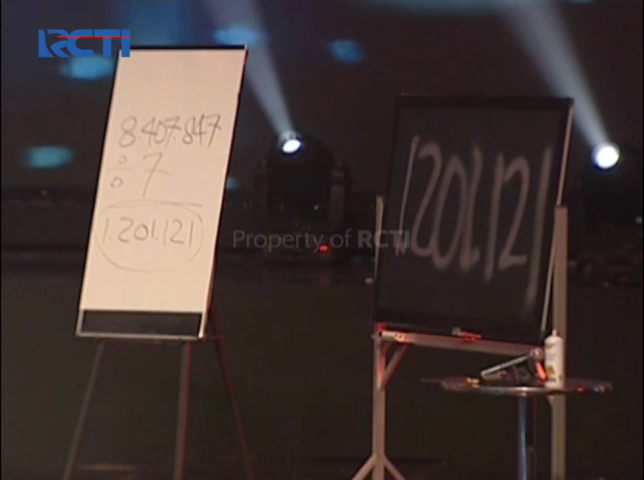 RCTI
8.407.847
÷ 7
1.201.121
Property of RCTI
1.201.121